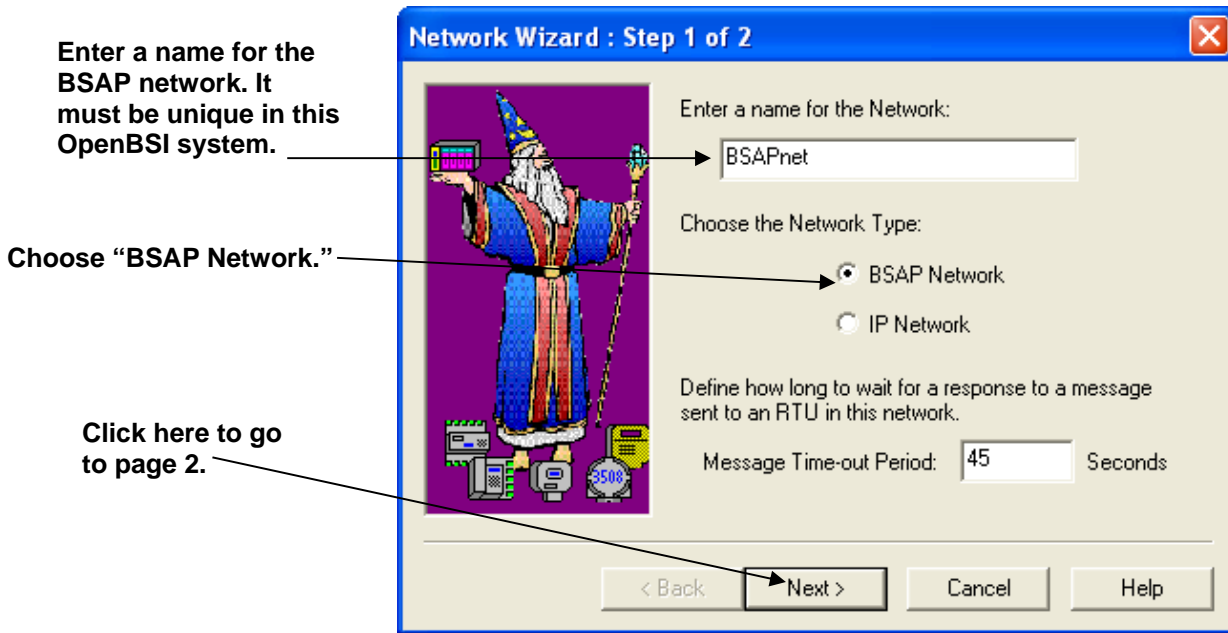 Enter a name for the
BSAP network. It
must be unique in this
OpenBSI system.
Choose “BSAP Network.”
Click here to go
to page 2.
Network Wizard : Step 1 of 2
Enter a name for the Network:
BSAPnet
Choose the Network Type:
BSAP Network
IP Network
Define how long to wait for a response to a message
sent to an RTU in this network.
Message Time-out Period: 45 Seconds
3508
< Back Next > Cancel Help